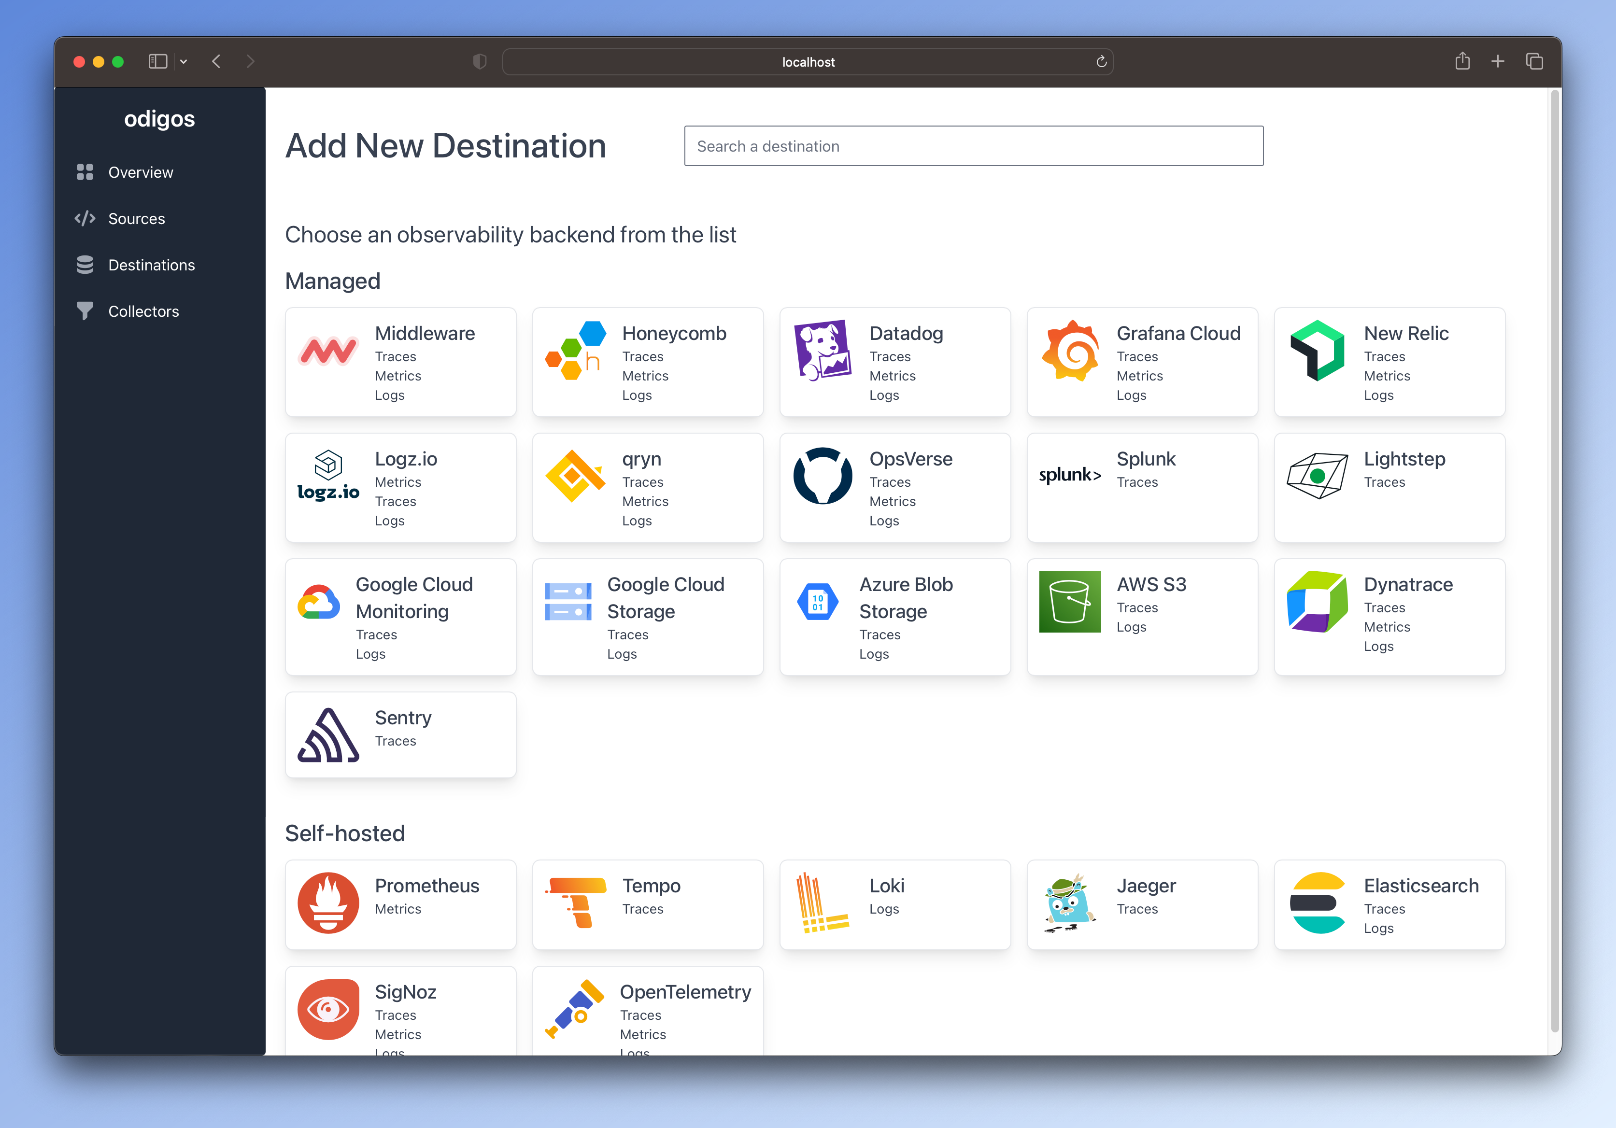 localhost
odigos
Overview
Sources
Destinations
Collectors
Add New Destination
Search a destination
Choose an observability backend from the list
Managed
Middleware
Traces
Metrics
Logs
h
Honeycomb
Traces
Metrics
Logs
Datadog
Traces
Metrics
Logs
Grafana Cloud
Traces
Metrics
Logs
New Relic
Traces
Metrics
Logs
logz.io
Logz.io
Metrics
Traces
Logs
qryn
Traces
Metrics
Logs
OpsVerse
Traces
Metrics
Logs
splunk>
Splunk
Traces
Lightstep
Traces
Google Cloud
Monitoring
Traces
Logs
Google Cloud
Storage
Traces
Logs
10
01
Azure Blob
Storage
Traces
Logs
AWS S3
Traces
Logs
Dynatrace
Traces
Metrics
Logs
Sentry
Traces
Self-hosted
Prometheus
Metrics
Tempo
Traces
Loki
Logs
Jaeger
Traces
Elasticsearch
Traces
Logs
SigNoz
Traces
Metrics
Logs
OpenTelemetry
Traces
Metrics
Logs